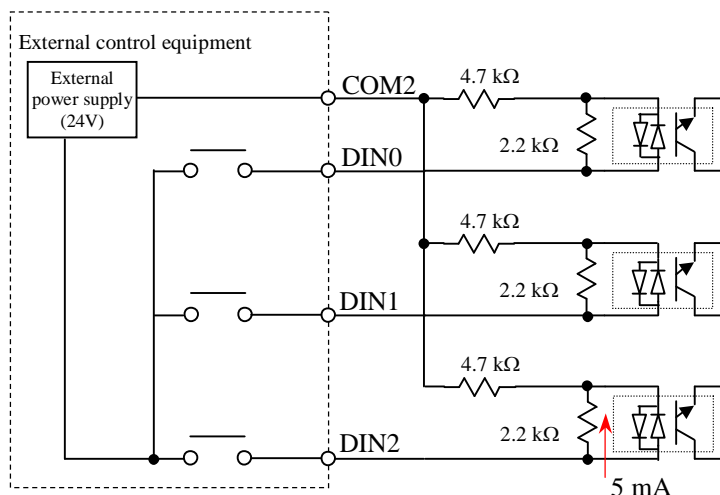 External control equipment
External
power supply
(24V)
COM2
4.7 kΩ
2.2 kΩ
DIN0
4.7 kΩ
2.2 kΩ
DIN1
4.7 kΩ
2.2 kΩ
DIN2
5 mA